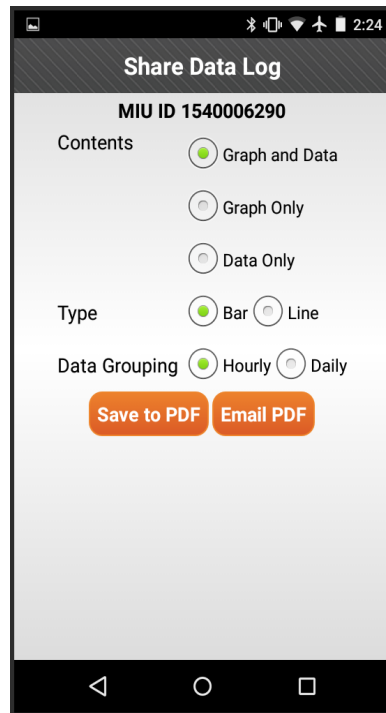 2:24
Share Data Log
MIU ID 1540006290
Contents
Graph and Data
Graph Only
Data Only
Type Bar Line
Data Grouping Hourly Daily
Save to PDF Email PDF